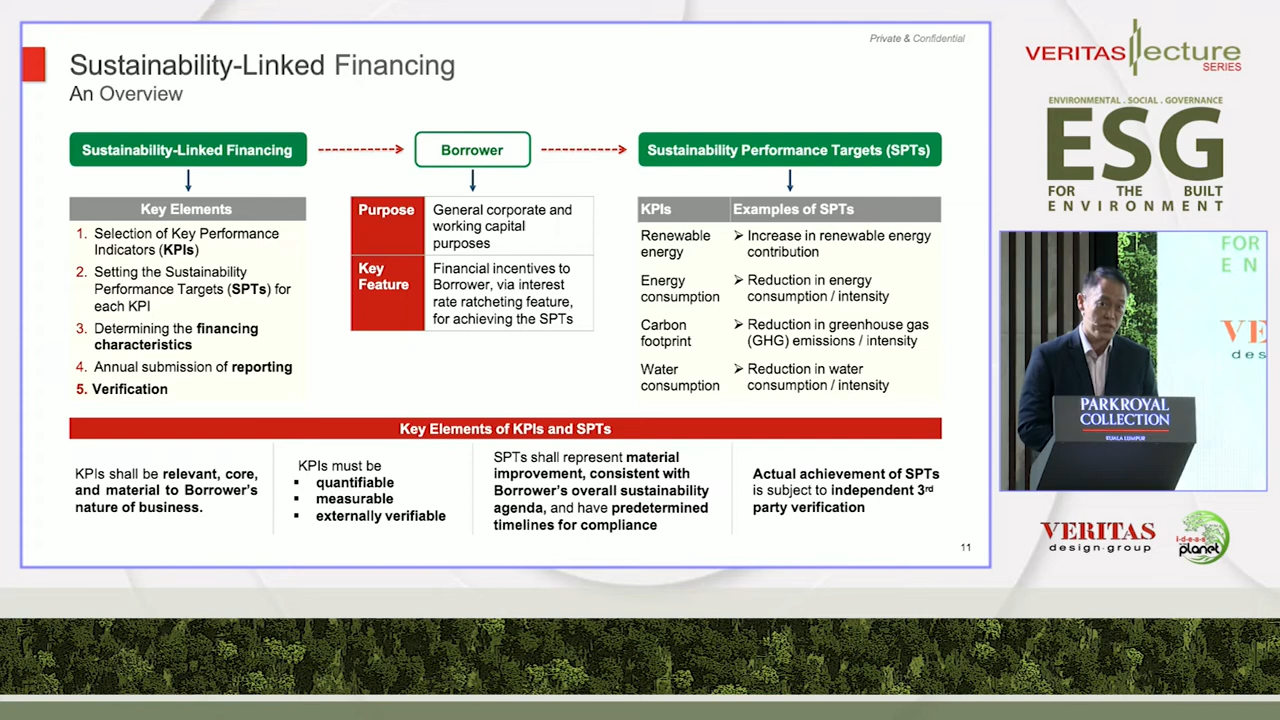 Private & Confidential
Sustainability-Linked Financing
An Overview
Sustainability-Linked Financing
Borrower
Sustainability Performance Targets (SPTs)
Key Elements
1. Selection of Key Performance
Indicators (KPIs)
2. Setting the Sustainability
Performance Targets (SPTs) for
each KPI
3. Determining the financing
characteristics
4. Annual submission of reporting
5. Verification
Purpose
General corporate and
working capital
purposes
Key
Feature
Financial incentives to
Borrower, via interest
rate ratcheting feature,
for achieving the SPTs
KPIs
Examples of SPTs
Renewable
energy
➢ Increase in renewable energy
contribution
Energy
consumption
➢ Reduction in energy
consumption / intensity
Carbon
footprint
➢ Reduction in greenhouse gas
(GHG) emissions / intensity
Water
consumption
➢ Reduction in water
consumption / intensity
Key Elements of KPIs and SPTs
KPIs shall be relevant, core,
and material to Borrower's
nature of business.
KPIs must be
▪ quantifiable
▪ measurable
▪ externally verifiable
SPTs shall represent material
improvement, consistent with
Borrower's overall sustainability
agenda, and have predetermined
timelines for compliance
Actual achievement of SPTs
is subject to independent 3rd
party verification
11
VERITAS lecture
SERIES
ENVIRONMENTAL . SOCIAL . GOVERNANCE
ESG
FOR THE BUILT
ENVIRONMENT
FOR
E N
VE
des
PARKROYAL
COLLECTION
KUALA LUMPUR
VERITAS
design·group
i·d·e·a·s
planet